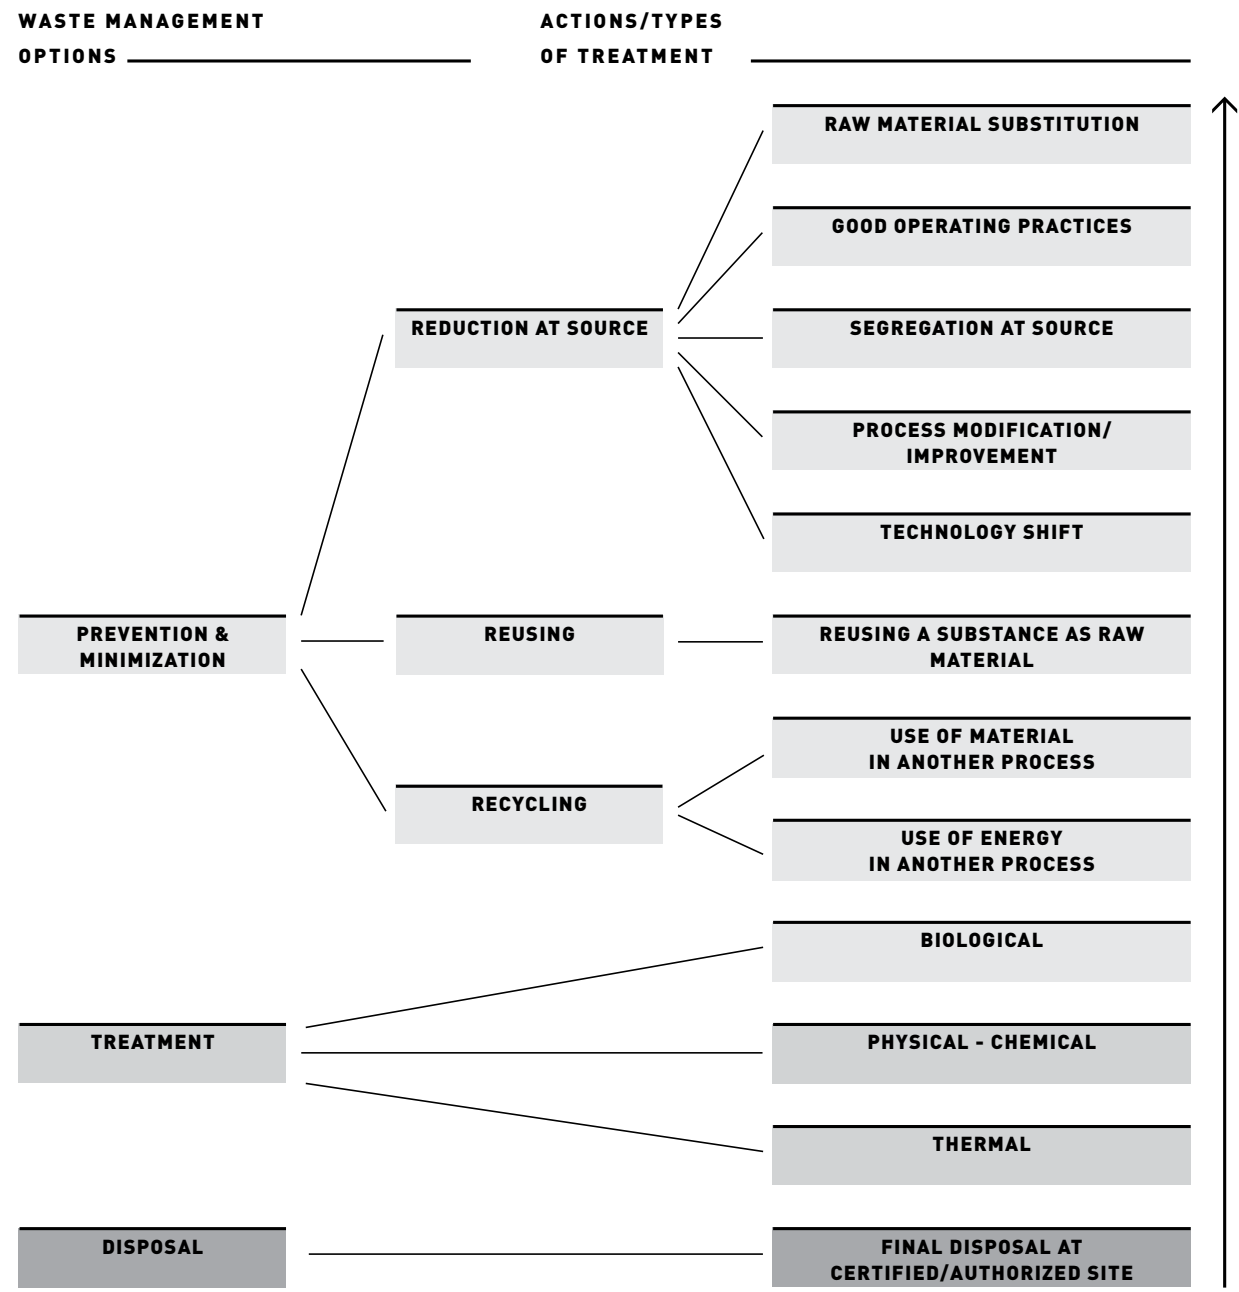 WASTE MANAGEMENT
OPTIONS
ACTIONS/TYPES
OF TREATMENT
RAW MATERIAL SUBSTITUTION
GOOD OPERATING PRACTICES
REDUCTION AT SOURCE
SEGREGATION AT SOURCE
PROCESS MODIFICATION/
IMPROVEMENT
TECHNOLOGY SHIFT
PREVENTION &
MINIMIZATION
REUSING
REUSING A SUBSTANCE AS RAW
MATERIAL
USE OF MATERIAL
IN ANOTHER PROCESS
RECYCLING
USE OF ENERGY
IN ANOTHER PROCESS
BIOLOGICAL
TREATMENT
PHYSICAL - CHEMICAL
THERMAL
DISPOSAL
FINAL DISPOSAL AT
CERTIFIED/AUTHORIZED SITE